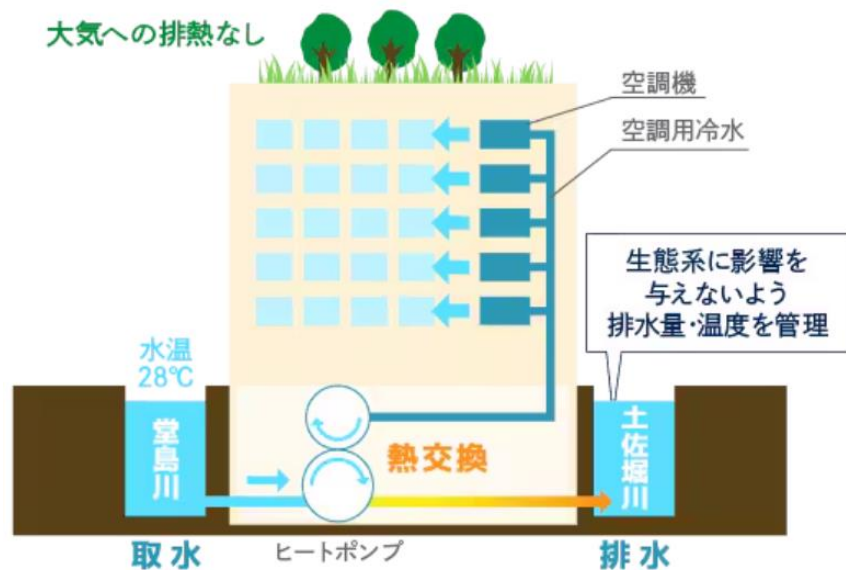 大気への排熱なし
空調機
空調用冷水
生態系に影響を
与えないよう
排水量・温度を管理
水温
28℃
堂島川
土佐堀川
熱交換
取水
ヒートポンプ
排水